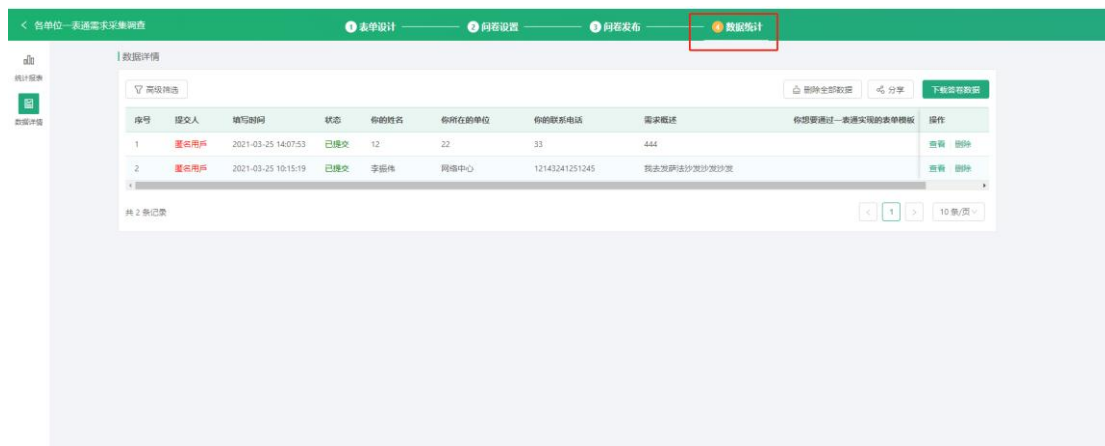 < 各单位一表通需求采集调查 1 表单设计 2 问卷设置 3 问卷发布 4 数据统计
统计报表
数据详情
数据详情
高级筛选 删除全部数据 分享 下载答卷数据
序号 提交人 填写时间 状态 你的姓名 你所在的单位 你的联系电话 需求概述 你想要通过一表通实现的表单模板 操作
1 匿名用户 2021-03-25 14:07:53 已提交 12 22 33 444 查看 删除
2 匿名用户 2021-03-25 10:15:19 已提交 李振伟 网络中心 12143241251245 我去发萨法沙发沙发沙发 查看 删除
共 2 条记录 < 1 > 10 条/页